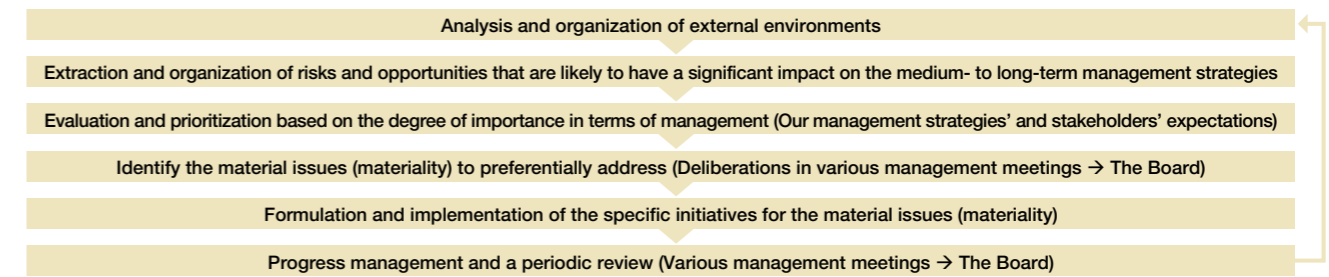 Analysis and organization of external environments
Extraction and organization of risks and opportunities that are likely to have a significant impact on the medium- to long-term management strategies
Evaluation and prioritization based on the degree of importance in terms of management (Our management strategies’ and stakeholders’ expectations)
Identify the material issues (materiality) to preferentially address (Deliberations in various management meetings → The Board)
Formulation and implementation of the specific initiatives for the material issues (materiality)
Progress management and a periodic review (Various management meetings → The Board)